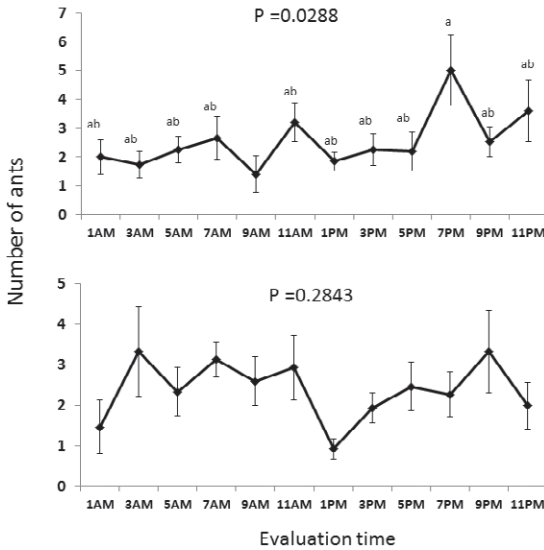 Number of ants
P =0.0288
7
6
5
4
3
2
1
0
ab
ab
ab
ab
ab
ab
ab
ab
a
ab
ab
1AM 3AM 5AM 7AM 9AM 11AM 1PM 3PM 5PM 7PM 9PM 11PM
P =0.2843
5
4
3
2
1
0
1AM 3AM 5AM 7AM 9AM 11AM 1PM 3PM 5PM 7PM 9PM 11PM
Evaluation time